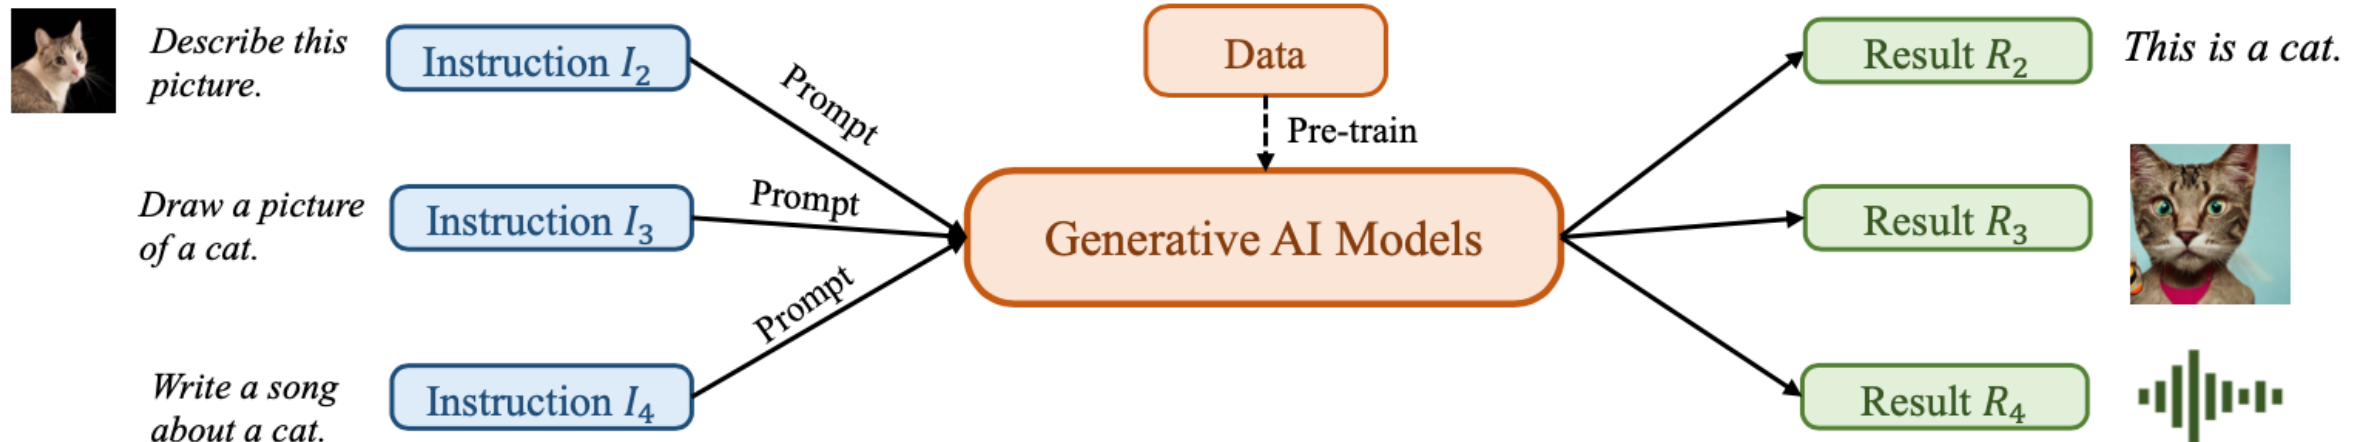 Describe this
picture.
Instruction I₂
Prompt
Data
Pre-train
Result R₂
This is a cat.
Draw a picture
of a cat.
Instruction I₃
Prompt
Generative AI Models
Result R₃
Write a song
about a cat.
Instruction I₄
Prompt
Result R₄